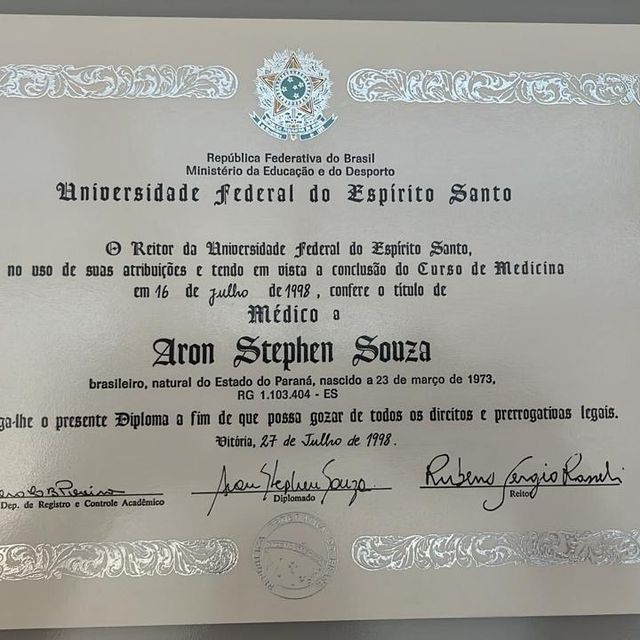 República Federativa do Brasil
Ministério da Educação e do Desporto
Universidade Federal do Espírito Santo
O Reitor da Universidade Federal do Espírito Santo,
no uso de suas atribuições e tendo em vista a conclusão do Curso de Medicina
em 16 de julho de 1998, confere o título de
Médico a
Aron Stephen Souza
brasileiro, natural do Estado do Paraná, nascido a 23 de março de 1973,
RG 1.103.404 - ES
ga-lhe o presente Diploma a fim de que possa gozar de todos os direitos e prerrogativas legais.
Vitória, 27 de Julho de 1998.
Aron Stephen Souza
Dep. de Registro e Controle Acadêmico
Diplomado
Reitor